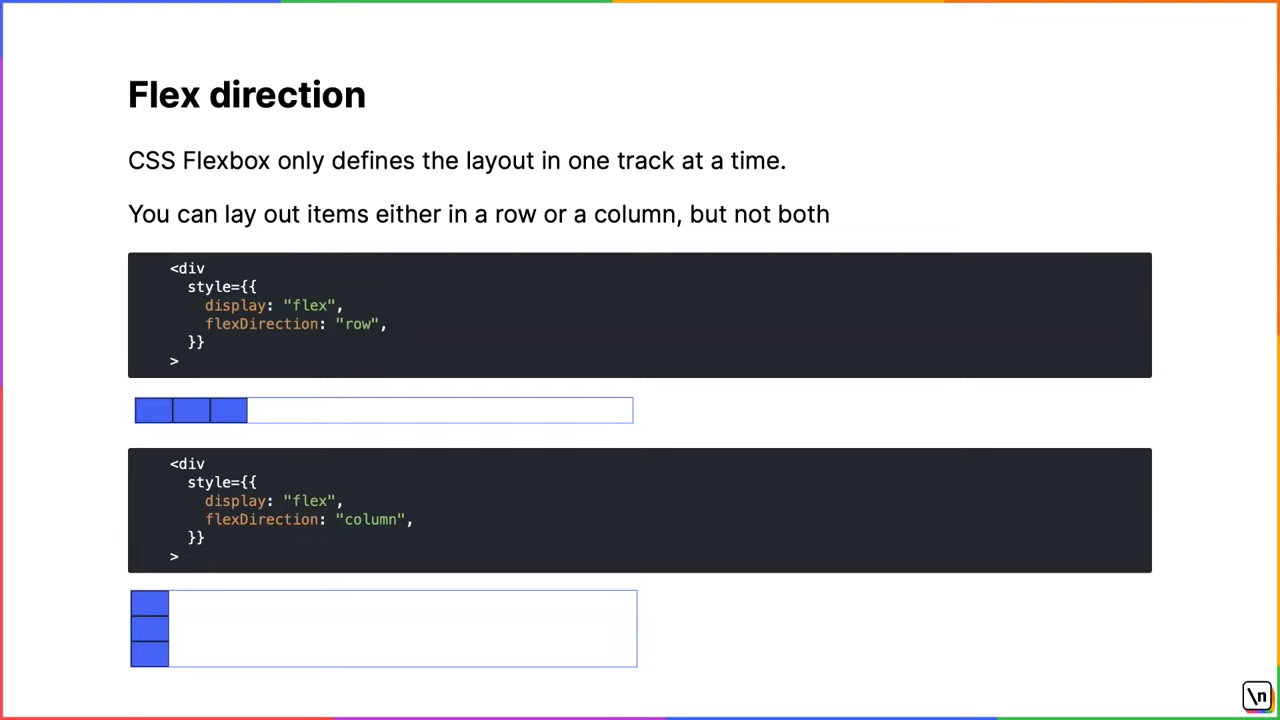 Flex direction
CSS Flexbox only defines the layout in one track at a time.
You can lay out items either in a row or a column, but not both
<div
style={{
display: "flex",
flexDirection: "row",
}}
>
<div
style={{
display: "flex",
flexDirection: "column",
}}
>
\n